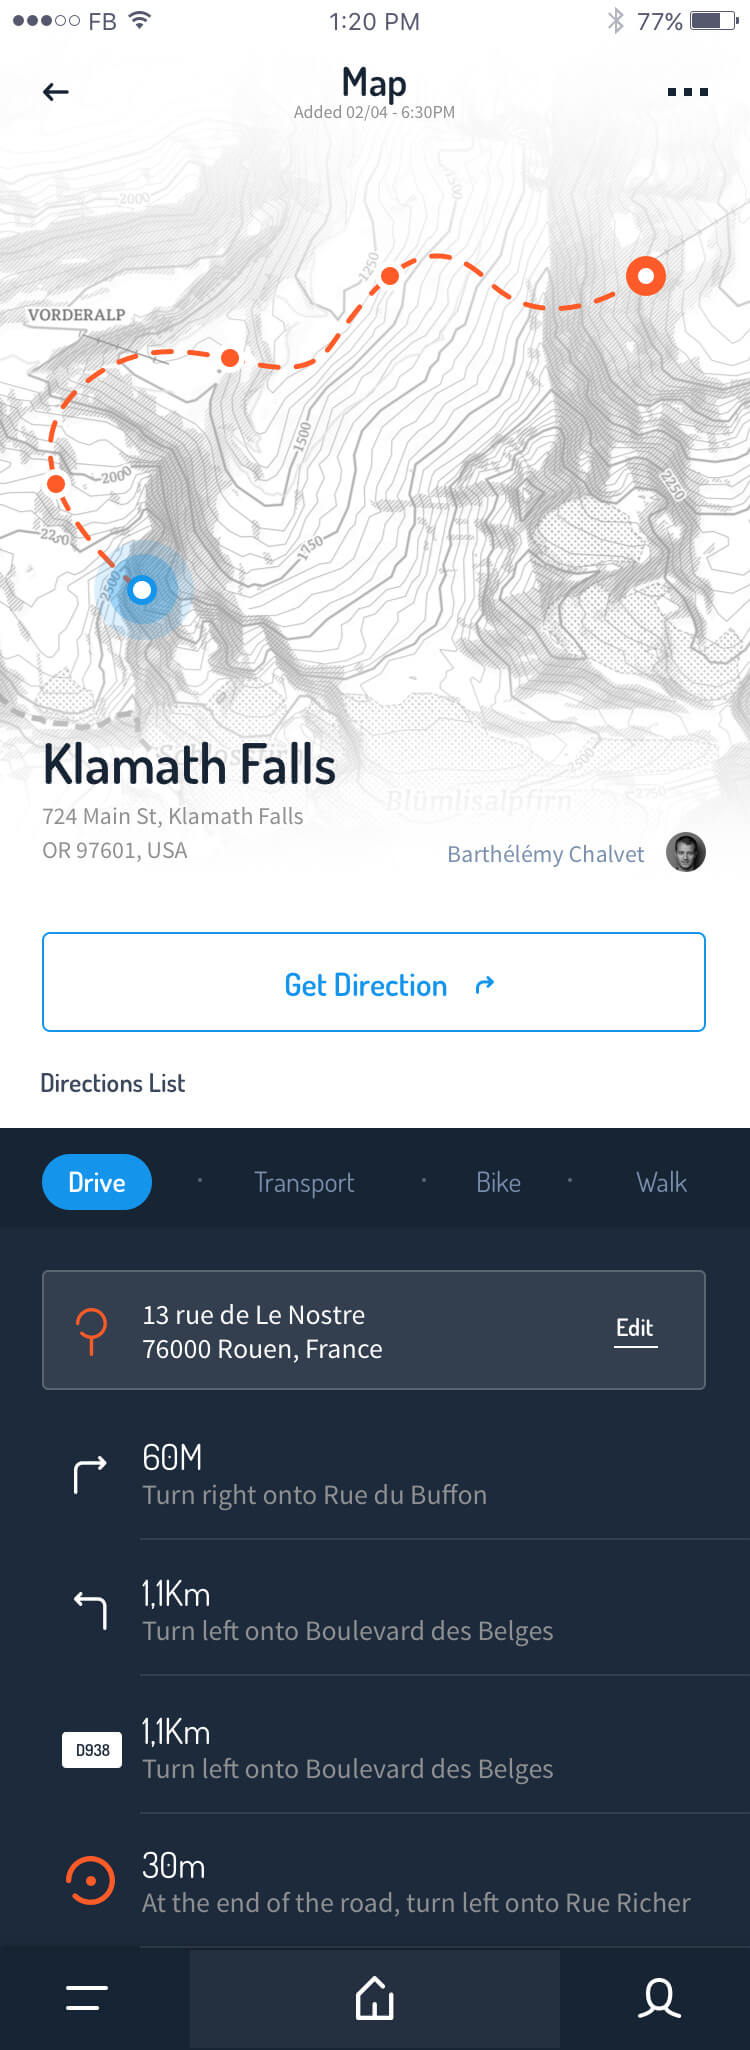 FB 1:20 PM 77%
Map
Added 02/04 - 6:30PM
2000
1500
1250
VORDERALP
1500
2000
2250
1750
2500
Schlossfirn
Klamath Falls
2500
2750
Blümlisalpfirn
724 Main St, Klamath Falls
OR 97601, USA
Barthélémy Chalvet
Get Direction
Directions List
Drive · Transport · Bike · Walk
13 rue de Le Nostre
76000 Rouen, France
Edit
60M
Turn right onto Rue du Buffon
1,1Km
Turn left onto Boulevard des Belges
D938
1,1Km
Turn left onto Boulevard des Belges
30m
At the end of the road, turn left onto Rue Richer